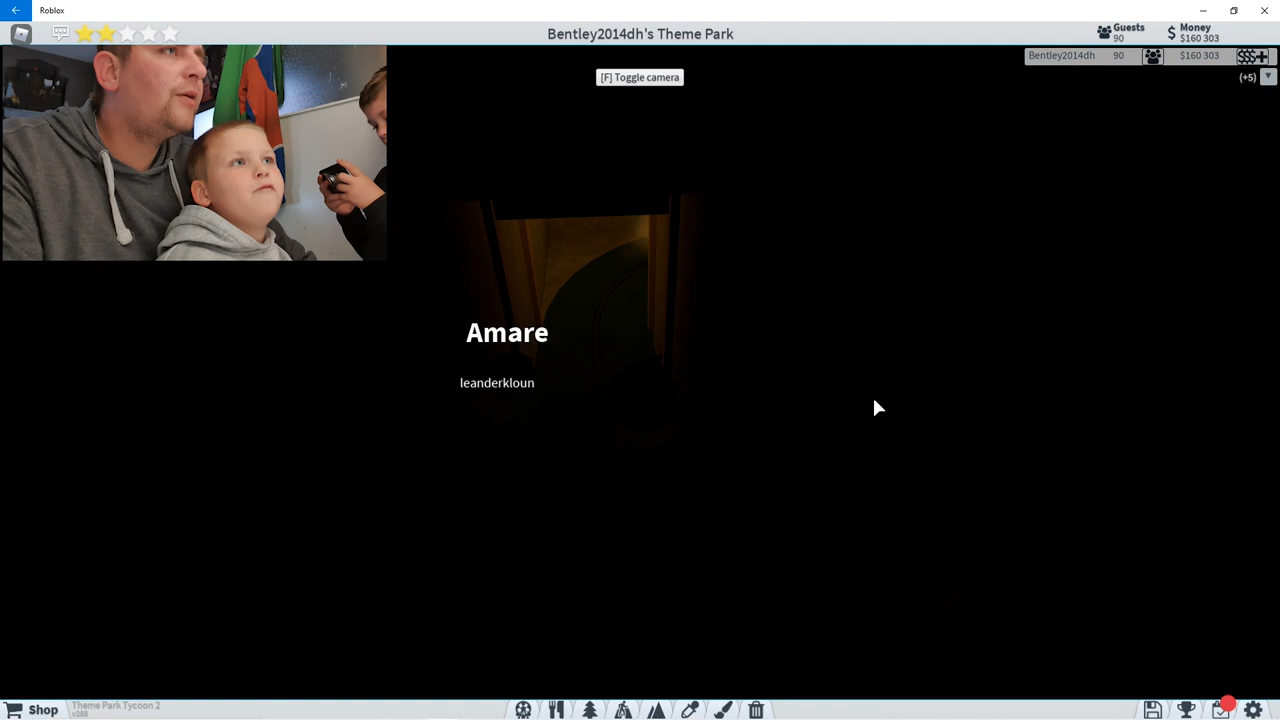 Roblox
Bentley2014dh's Theme Park
Guests
90
Money
$160 303
Bentley2014dh 90 $160 303
(+5)
[F] Toggle camera
Amare
leanderkloun
Shop
Theme Park Tycoon 2
v288